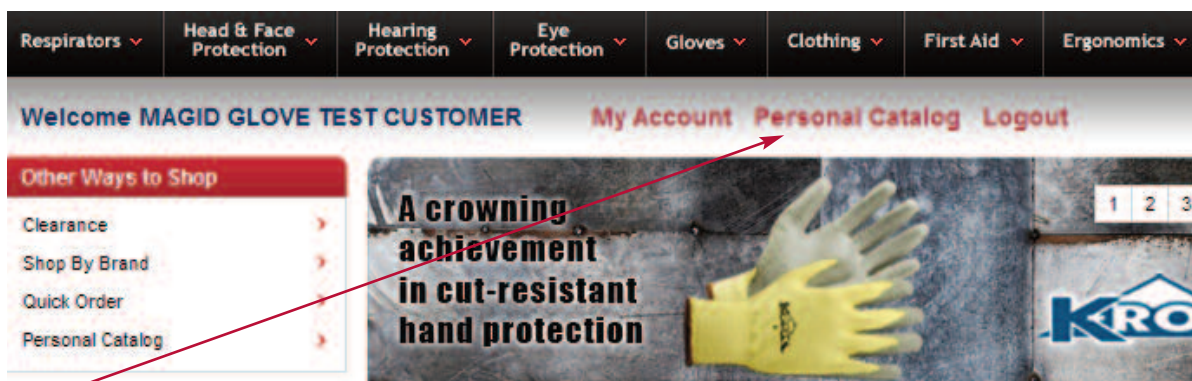 Respirators
Head & Face
Protection
Hearing
Protection
Eye
Protection
Gloves
Clothing
First Aid
Ergonomics
Welcome MAGID GLOVE TEST CUSTOMER
My Account Personal Catalog Logout
Other Ways to Shop
Clearance
Shop By Brand
Quick Order
Personal Catalog
A crowning
achievement
in cut-resistant
hand protection
1 2 3
KRO